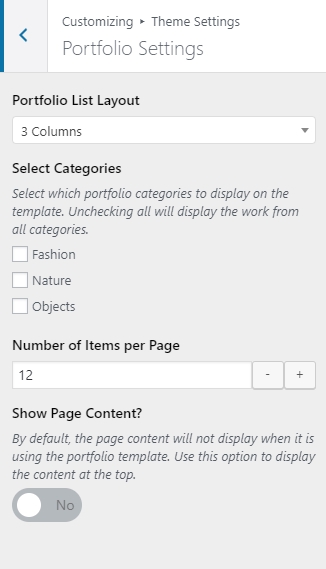 Customizing ▸ Theme Settings
Portfolio Settings
Portfolio List Layout
3 Columns
Select Categories
Select which portfolio categories to display on the
template. Unchecking all will display the work from
all categories.
Fashion
Nature
Objects
Number of Items per Page
12 - +
Show Page Content?
By default, the page content will not display when it is
using the portfolio template. Use this option to display
the content at the top.
No